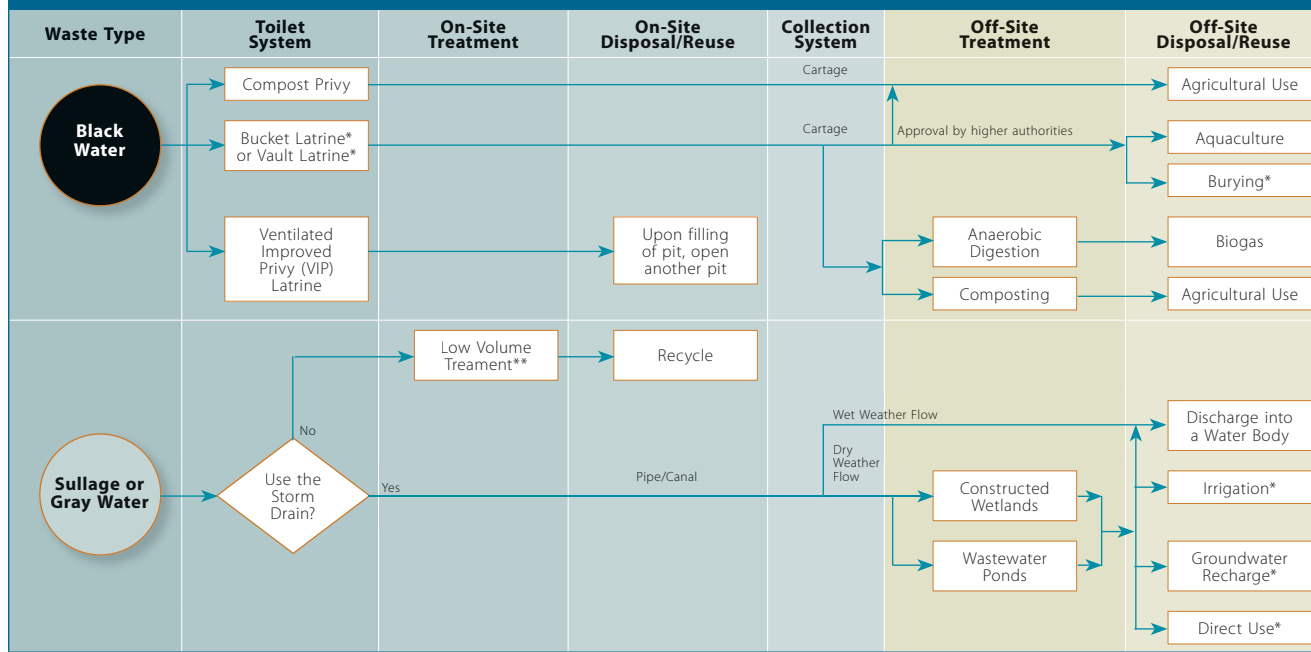 Waste Type
Toilet
System
On-Site
Treatment
On-Site
Disposal/Reuse
Collection
System
Off-Site
Treatment
Off-Site
Disposal/Reuse
Black
Water
Compost Privy
Cartage
Agricultural Use
Bucket Latrine*
or Vault Latrine*
Cartage
Approval by higher authorities
Aquaculture
Burying*
Ventilated
Improved
Privy (VIP)
Latrine
Upon filling
of pit, open
another pit
Anaerobic
Digestion
Biogas
Composting
Agricultural Use
Sullage or
Gray Water
Use the
Storm
Drain?
No
Low Volume
Treament**
Recycle
Yes
Pipe/Canal
Wet Weather Flow
Dry
Weather
Flow
Constructed
Wetlands
Wastewater
Ponds
Discharge into
a Water Body
Irrigation*
Groundwater
Recharge*
Direct Use*